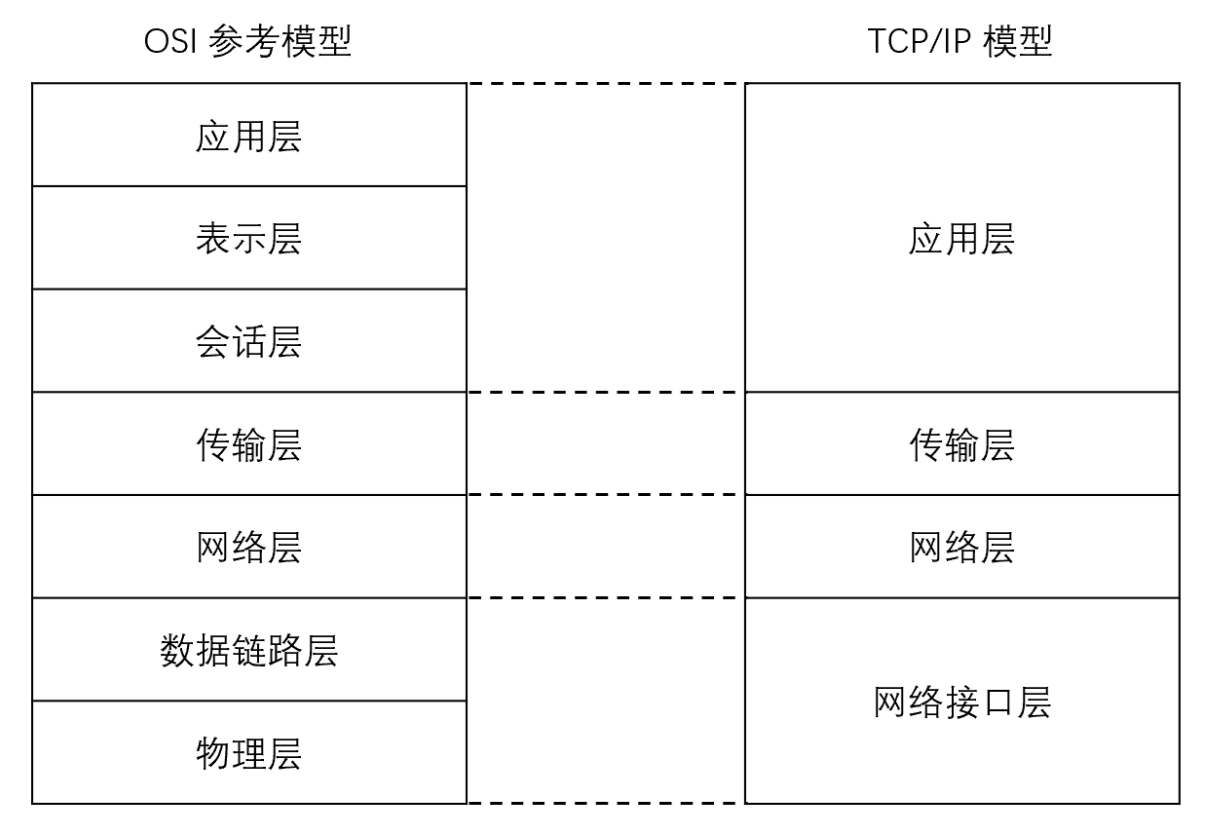 OSI 参考模型
应用层
表示层
会话层
传输层
网络层
数据链路层
物理层
TCP/IP 模型
应用层
传输层
网络层
网络接口层